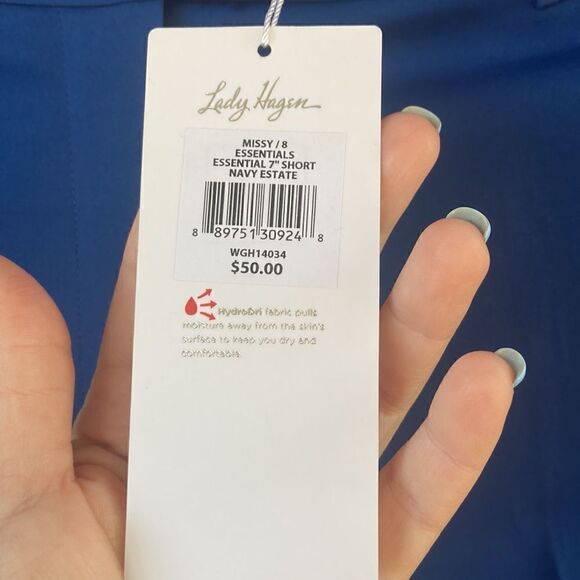 Lady Hagen
MISSY / 8
ESSENTIALS
ESSENTIAL 7" SHORT
NAVY ESTATE
8 89751 30924 8
WGH14034
$50.00
HydroDri fabric pulls
moisture away from the skin's
surface to keep you dry and
comfortable.